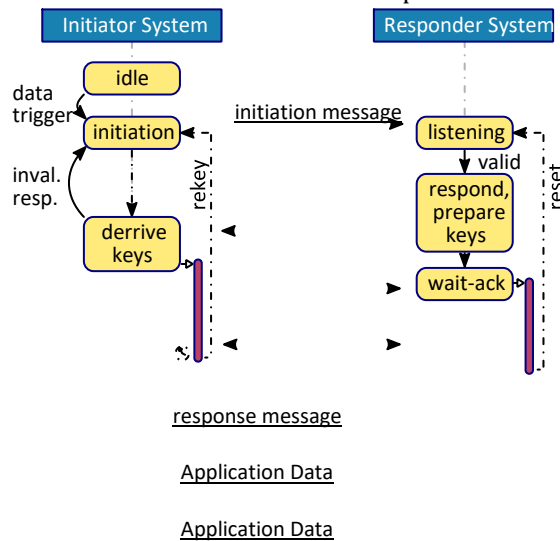 Initiator System
Responder System
idle
data
trigger
initiation message
initiation
listening
inval.
resp.
valid
rekey
reset
respond,
prepare
keys
derrive
keys
wait-ack
response message
Application Data
Application Data